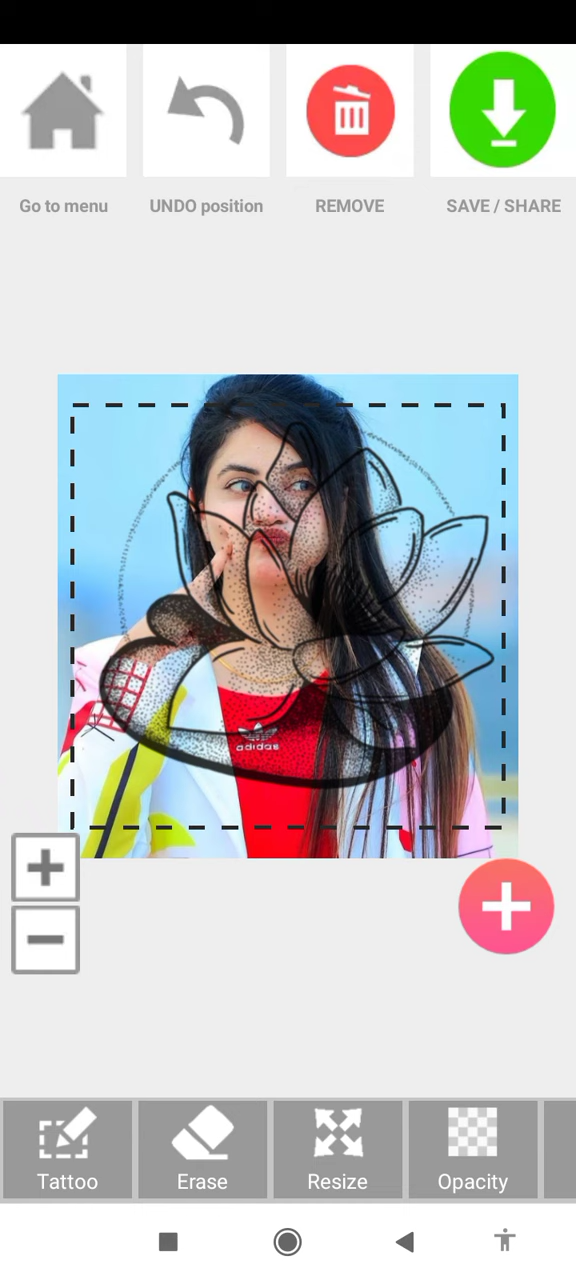 Go to menu
UNDO position
REMOVE
SAVE / SHARE
adidas
Tattoo
Erase
Resize
Opacity